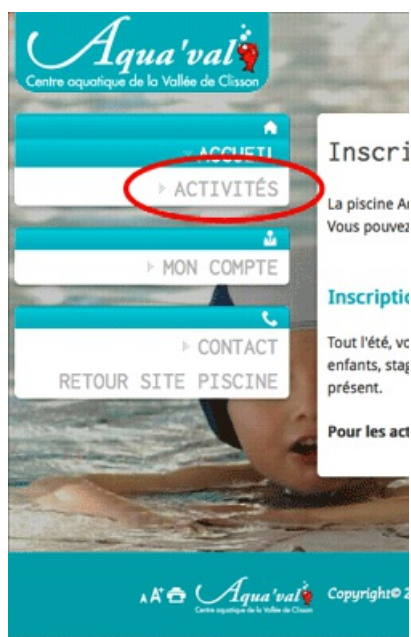 Aqua'val
Centre aquatique de la Vallée de Clisson
ACCUEIL
ACTIVITÉS
MON COMPTE
CONTACT
RETOUR SITE PISCINE
Inscri
La piscine A
Vous pouvez
Inscriptio
Tout l'été, vo
enfants, stag
présent.
Pour les act
A A+
Aqua'val
Centre aquatique de la Vallée de Clisson
Copyright© 2